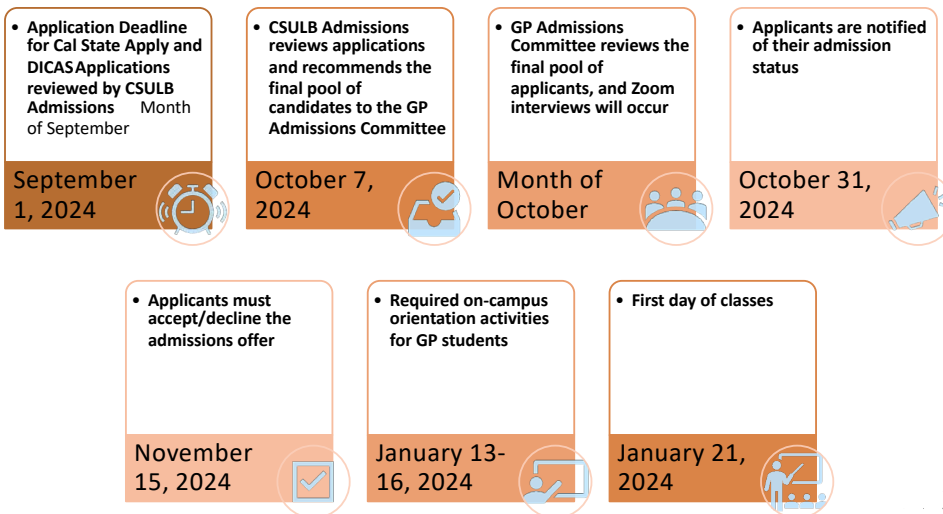 • Application Deadline
for Cal State Apply and
DICASApplications
reviewed by CSULB
Admissions Month
of September
September
1, 2024
• CSULB Admissions
reviews applications
and recommends the
final pool of
candidates to the GP
Admissions Committee
October 7,
2024
• GP Admissions
Committee reviews the
final pool of
applicants, and Zoom
interviews will occur
Month of
October
• Applicants are notified
of their admission
status
October 31,
2024
• Applicants must
accept/decline the
admissions offer
November
15, 2024
• Required on-campus
orientation activities
for GP students
January 13-
16, 2024
• First day of classes
January 21,
2024